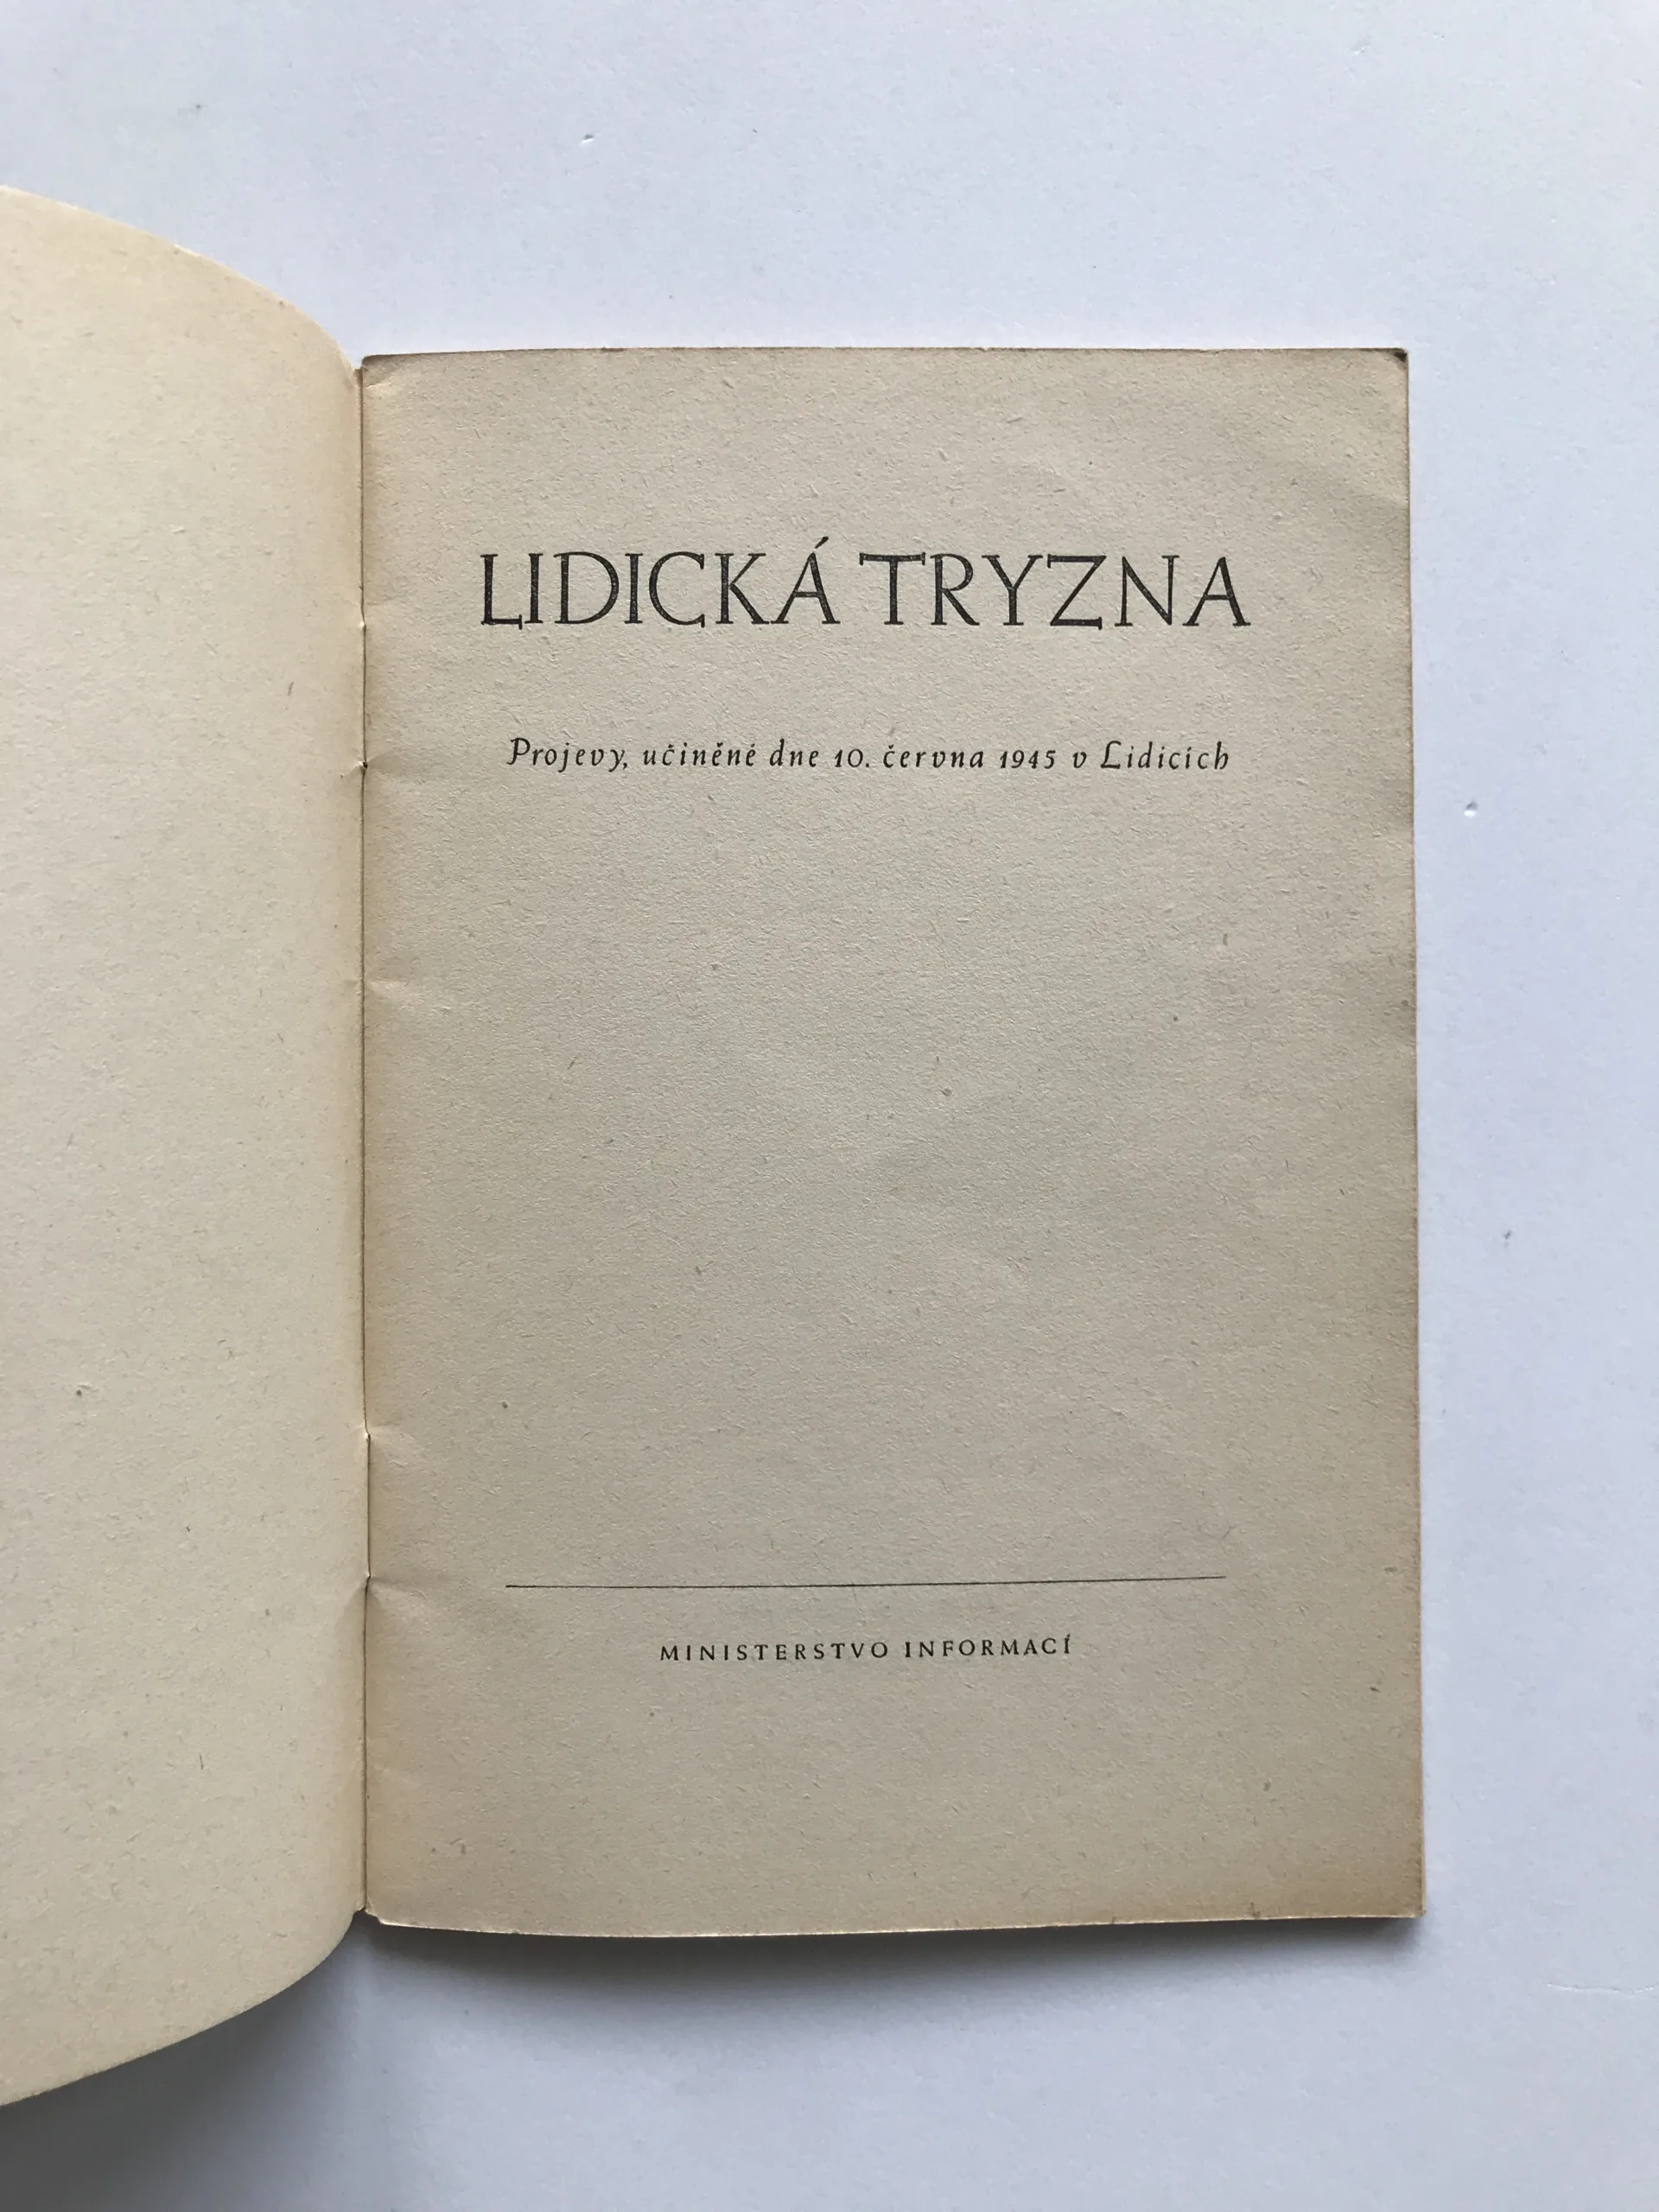 LIDICKÁ TRYZNA
Projevy, učiněné dne 10. června 1945 v Lidicích
MINISTERSTVO INFORMACÍ